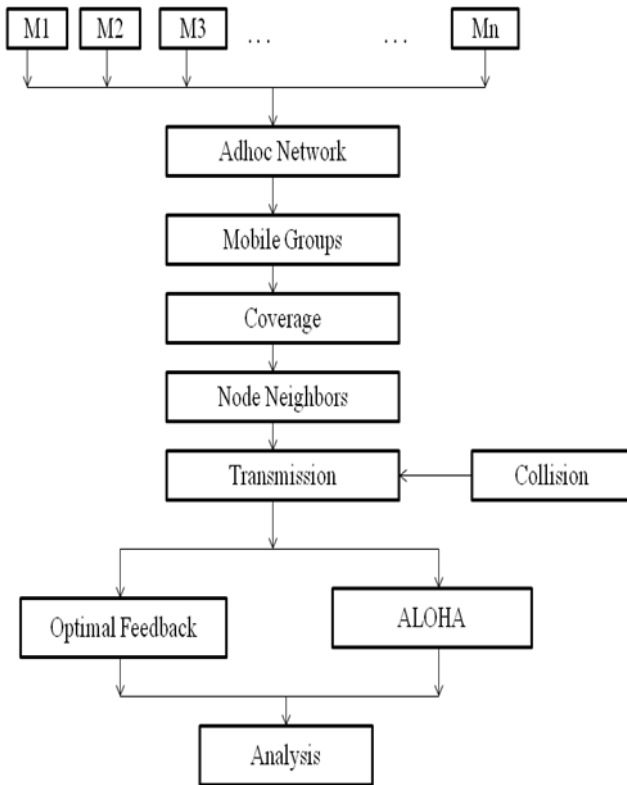 M1 M2 M3 ... ... Mn
Adhoc Network
Mobile Groups
Coverage
Node Neighbors
Transmission Collision
Optimal Feedback ALOHA
Analysis